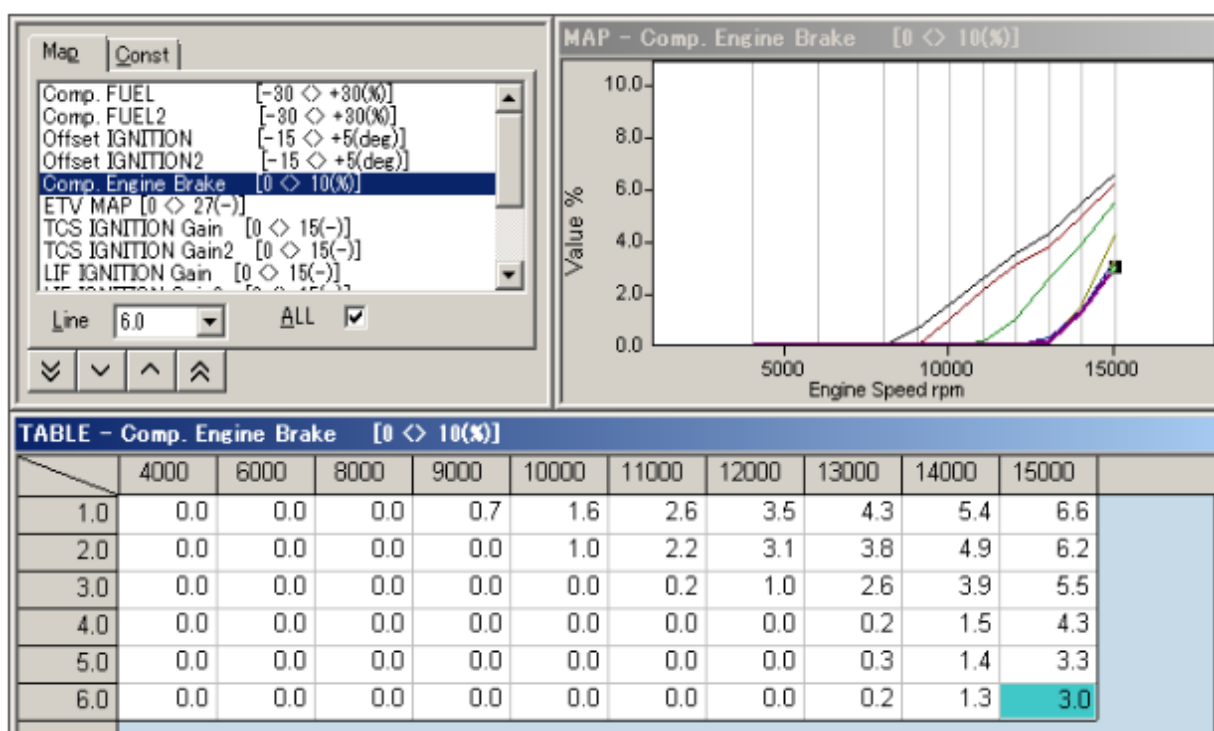 Map Const
Comp. FUEL [-30 <> +30(%)]
Comp. FUEL2 [-30 <> +30(%)]
Offset IGNITION [-15 <> +5(deg)]
Offset IGNITION2 [-15 <> +5(deg)]
Comp. Engine Brake [0 <> 10(%)]
ETV MAP [0 <> 27(-)]
TCS IGNITION Gain [0 <> 15(-)]
TCS IGNITION Gain2 [0 <> 15(-)]
LIF IGNITION Gain [0 <> 15(-)]
Line 6.0 ALL
MAP - Comp. Engine Brake [0 <> 10(%)]
10.0
8.0
6.0
4.0
2.0
0.0
Value %
5000 10000 15000
Engine Speed rpm
TABLE - Comp. Engine Brake [0 <> 10(%)]
4000 6000 8000 9000 10000 11000 12000 13000 14000 15000
1.0 0.0 0.0 0.0 0.7 1.6 2.6 3.5 4.3 5.4 6.6
2.0 0.0 0.0 0.0 0.0 1.0 2.2 3.1 3.8 4.9 6.2
3.0 0.0 0.0 0.0 0.0 0.0 0.2 1.0 2.6 3.9 5.5
4.0 0.0 0.0 0.0 0.0 0.0 0.0 0.0 0.2 1.5 4.3
5.0 0.0 0.0 0.0 0.0 0.0 0.0 0.0 0.3 1.4 3.3
6.0 0.0 0.0 0.0 0.0 0.0 0.0 0.0 0.2 1.3 3.0